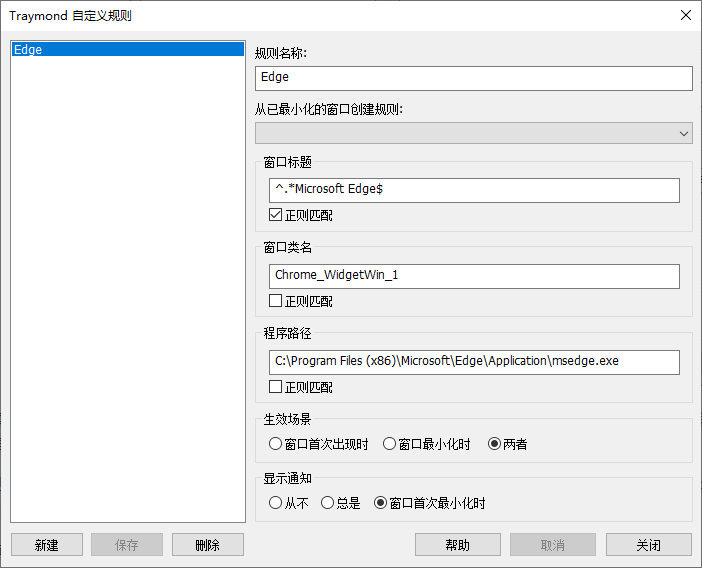 Traymond 自定义规则
Edge
规则名称:
Edge
从已最小化的窗口创建规则:
窗口标题
^.*Microsoft Edge$
正则匹配
窗口类名
Chrome_WidgetWin_1
正则匹配
程序路径
C:\Program Files (x86)\Microsoft\Edge\Application\msedge.exe
正则匹配
生效场景
窗口首次出现时 窗口最小化时 两者
显示通知
从不 总是 窗口首次最小化时
新建 保存 删除 帮助 取消 关闭